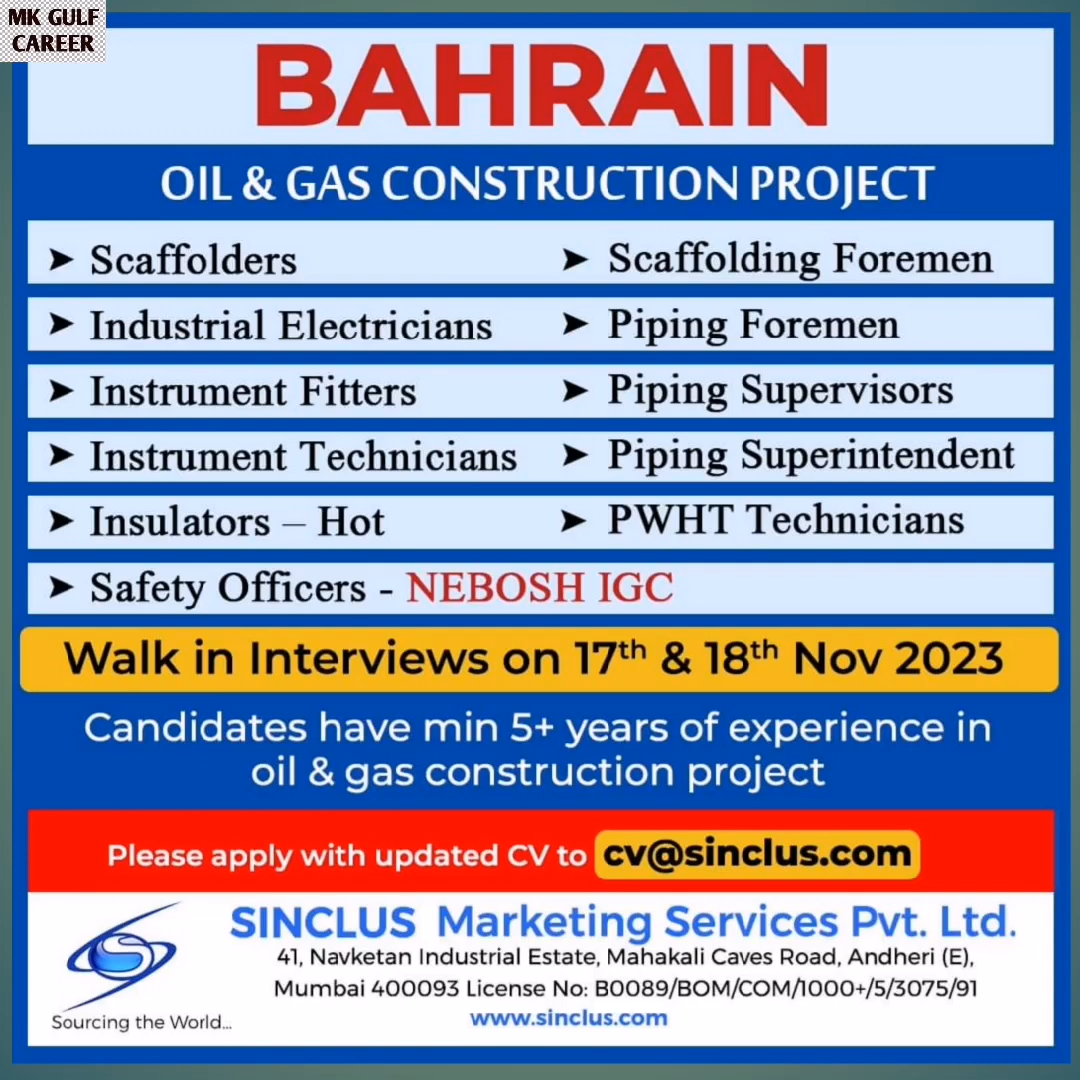 MK GULF
CAREER
BAHRAIN
OIL & GAS CONSTRUCTION PROJECT
➤ Scaffolders ➤ Scaffolding Foremen
➤ Industrial Electricians ➤ Piping Foremen
➤ Instrument Fitters ➤ Piping Supervisors
➤ Instrument Technicians ➤ Piping Superintendent
➤ Insulators – Hot ➤ PWHT Technicians
➤ Safety Officers - NEBOSH IGC
Walk in Interviews on 17th & 18th Nov 2023
Candidates have min 5+ years of experience in
oil & gas construction project
Please apply with updated CV to cv@sinclus.com
SINCLUS Marketing Services Pvt. Ltd.
41, Navketan Industrial Estate, Mahakali Caves Road, Andheri (E),
Mumbai 400093 License No: B0089/BOM/COM/1000+/5/3075/91
www.sinclus.com
Sourcing the World...